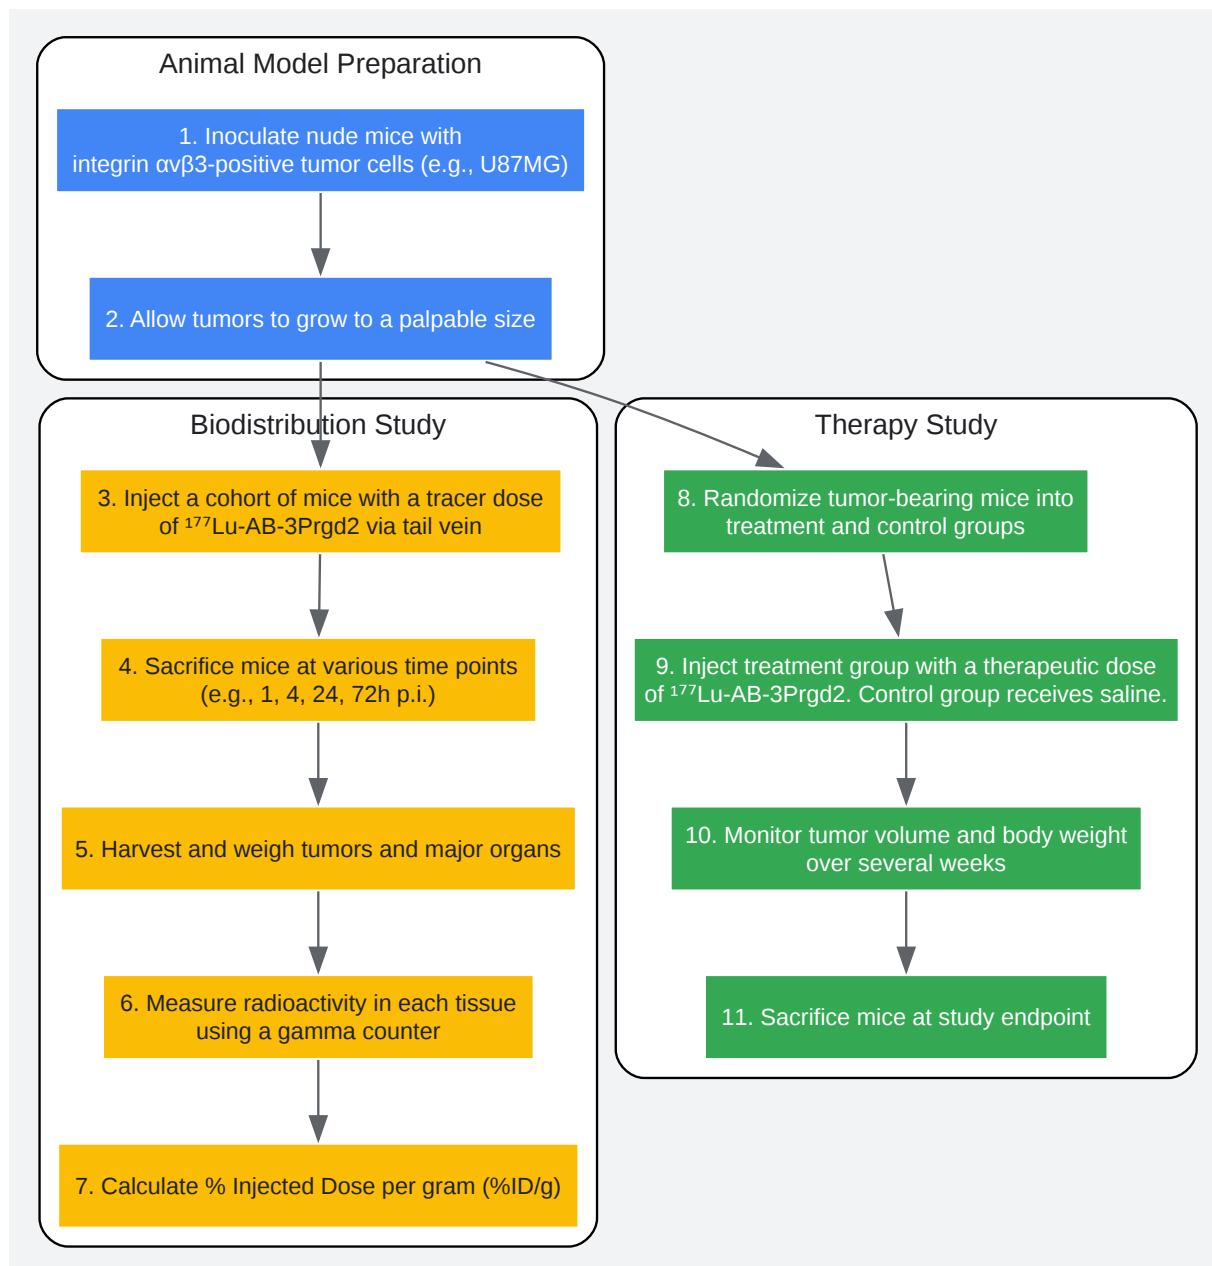 Animal Model Preparation
1. Inoculate nude mice with
integrin αvβ3-positive tumor cells (e.g., U87MG)
2. Allow tumors to grow to a palpable size
Biodistribution Study
3. Inject a cohort of mice with a tracer dose
of ¹⁷⁷Lu-AB-3Prgd2 via tail vein
4. Sacrifice mice at various time points
(e.g., 1, 4, 24, 72h p.i.)
5. Harvest and weigh tumors and major organs
6. Measure radioactivity in each tissue
using a gamma counter
7. Calculate % Injected Dose per gram (%ID/g)
Therapy Study
8. Randomize tumor-bearing mice into
treatment and control groups
9. Inject treatment group with a therapeutic dose
of ¹⁷⁷Lu-AB-3Prgd2. Control group receives saline.
10. Monitor tumor volume and body weight
over several weeks
11. Sacrifice mice at study endpoint